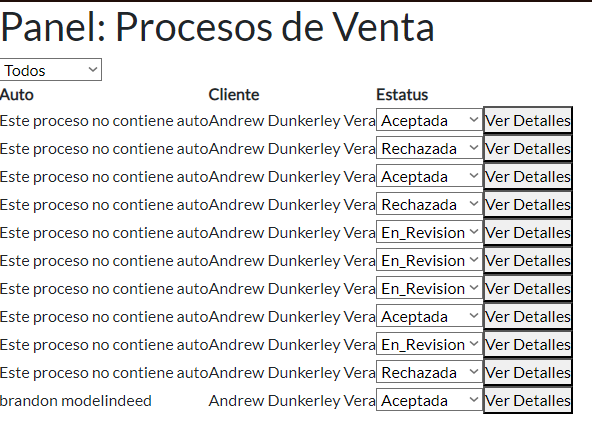 Panel: Procesos de Venta
Todos
Auto Cliente Estatus
Este proceso no contiene auto Andrew Dunkerley Vera Aceptada Ver Detalles
Este proceso no contiene auto Andrew Dunkerley Vera Rechazada Ver Detalles
Este proceso no contiene auto Andrew Dunkerley Vera Aceptada Ver Detalles
Este proceso no contiene auto Andrew Dunkerley Vera Rechazada Ver Detalles
Este proceso no contiene auto Andrew Dunkerley Vera En_Revision Ver Detalles
Este proceso no contiene auto Andrew Dunkerley Vera En_Revision Ver Detalles
Este proceso no contiene auto Andrew Dunkerley Vera En_Revision Ver Detalles
Este proceso no contiene auto Andrew Dunkerley Vera Aceptada Ver Detalles
Este proceso no contiene auto Andrew Dunkerley Vera En_Revision Ver Detalles
Este proceso no contiene auto Andrew Dunkerley Vera Rechazada Ver Detalles
brandon modelindeed Andrew Dunkerley Vera Aceptada Ver Detalles